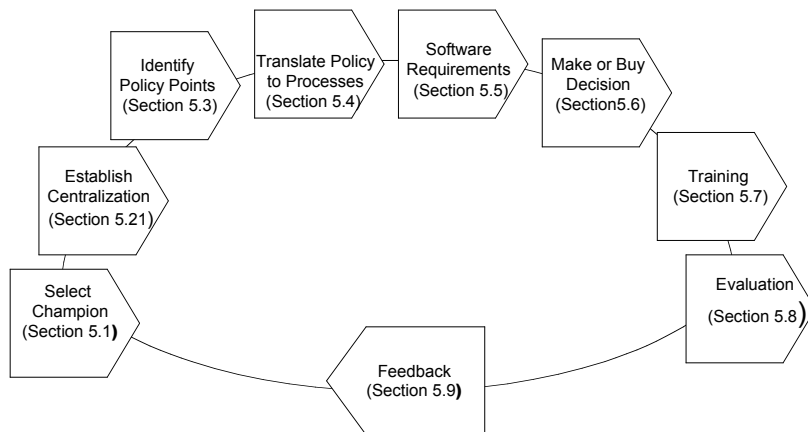 Select
Champion
(Section 5.1)
Establish
Centralization
(Section 5.21)
Identify
Policy Points
(Section 5.3)
Translate Policy
to Processes
(Section 5.4)
Software
Requirements
(Section 5.5)
Make or Buy
Decision
(Section5.6)
Training
(Section 5.7)
Evaluation
(Section 5.8)
Feedback
(Section 5.9)